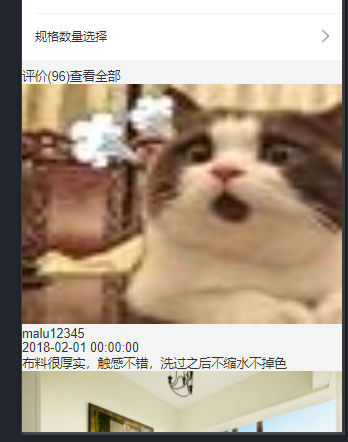 规格数量选择
评价(96)查看全部
malu12345
2018-02-01 00:00:00
布料很厚实，触感不错，洗过之后不缩水不掉色